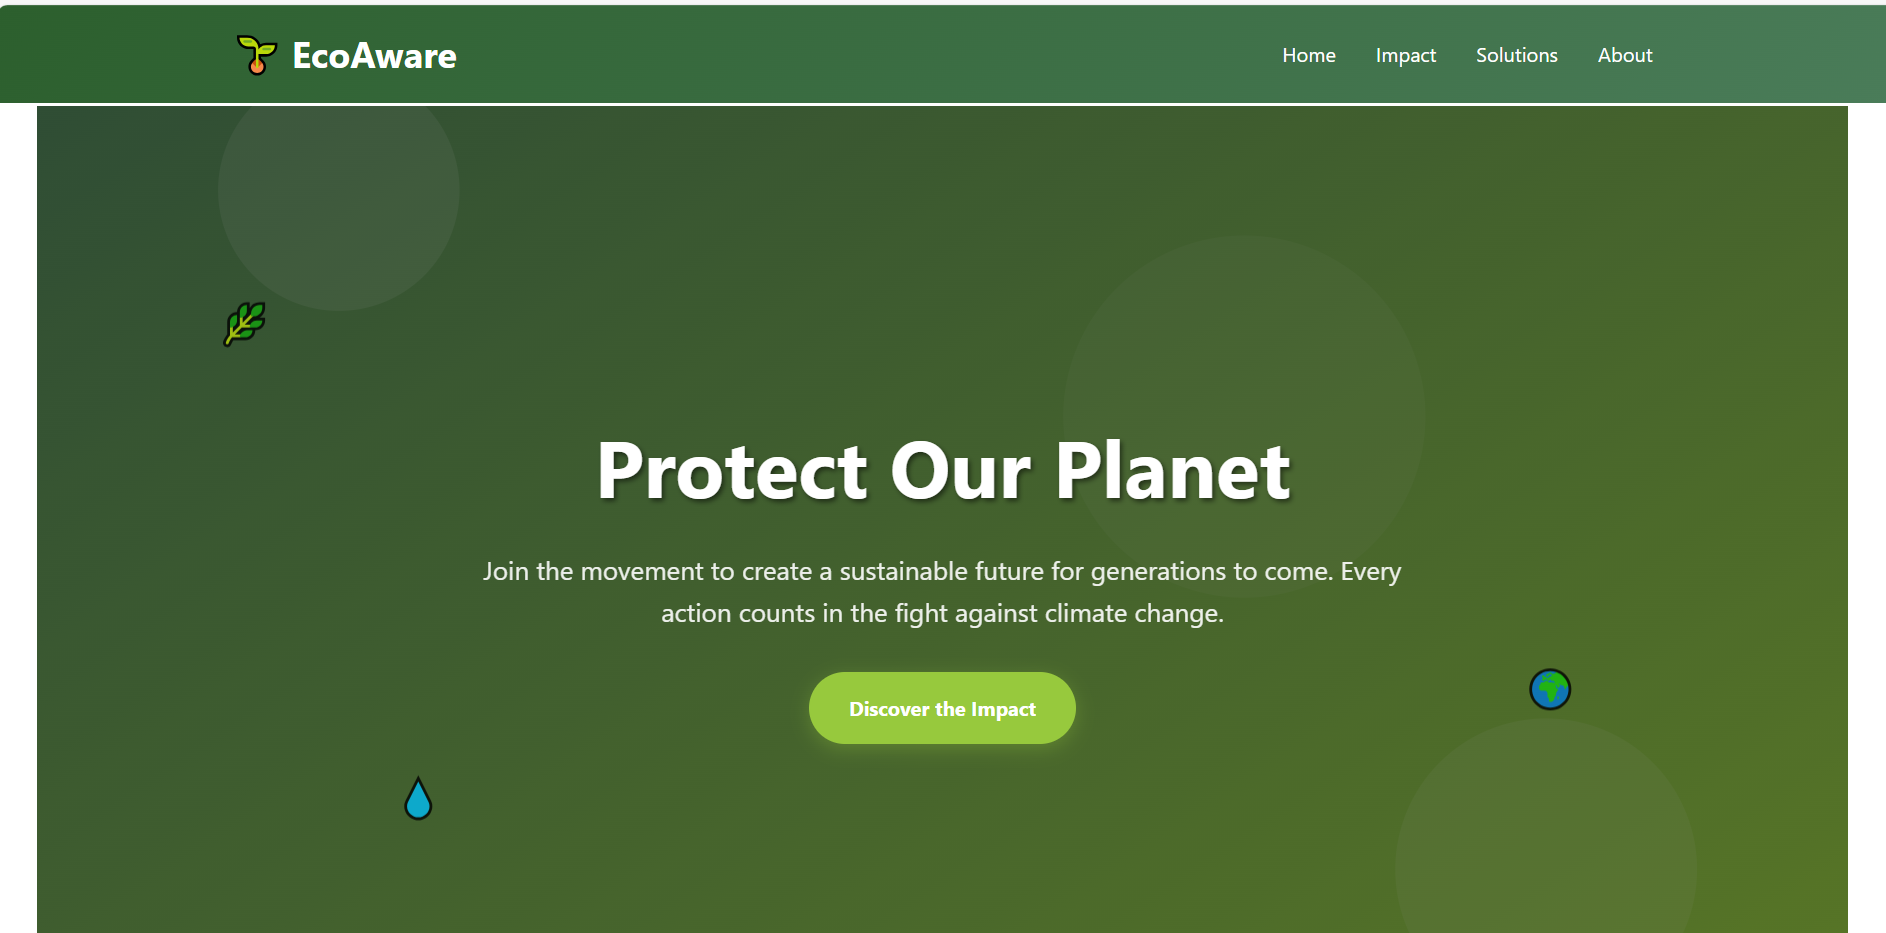 EcoAware
Home Impact Solutions About
Protect Our Planet
Join the movement to create a sustainable future for generations to come. Every
action counts in the fight against climate change.
Discover the Impact